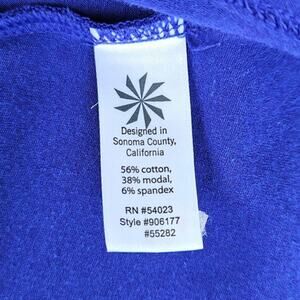 Designed in
Sonoma County,
California
56% cotton,
38% modal,
6% spandex
RN #54023
Style #906177
#55282